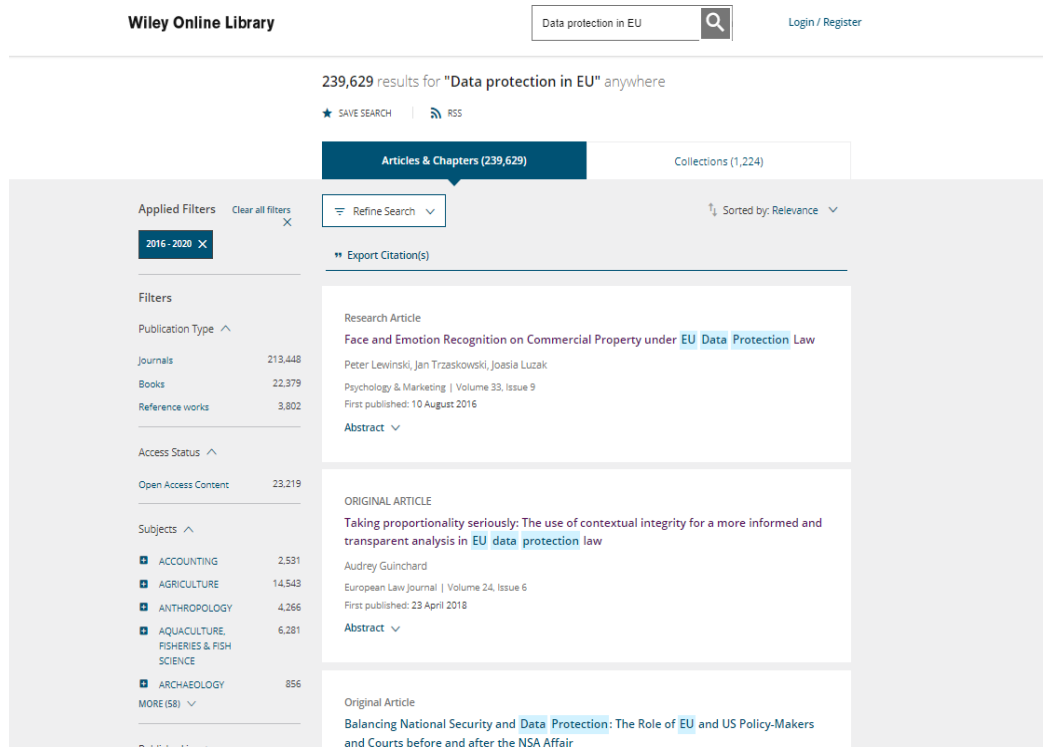 Wiley Online Library
Data protection in EU
Login / Register
239,629 results for "Data protection in EU" anywhere
SAVE SEARCH
RSS
Articles & Chapters (239,629)
Collections (1,224)
Applied Filters
Clear all filters
2016 - 2020
Filters
Publication Type
Journals 213,448
Books 22,379
Reference works 3,802
Access Status
Open Access Content 23,219
Subjects
ACCOUNTING 2,531
AGRICULTURE 14,543
ANTHROPOLOGY 4,266
AQUACULTURE, 6,281
FISHERIES & FISH
SCIENCE
ARCHAEOLOGY 856
MORE (58)
Refine Search
Sorted by: Relevance
Export Citation(s)
Research Article
Face and Emotion Recognition on Commercial Property under EU Data Protection Law
Peter Lewinski, Jan Trzaskowski, Joasia Luzak
Psychology & Marketing | Volume 33, Issue 9
First published: 10 August 2016
Abstract
ORIGINAL ARTICLE
Taking proportionality seriously: The use of contextual integrity for a more informed and
transparent analysis in EU data protection law
Audrey Guinchard
European Law Journal | Volume 24, Issue 6
First published: 23 April 2018
Abstract
Original Article
Balancing National Security and Data Protection: The Role of EU and US Policy-Makers
and Courts before and after the NSA Affair